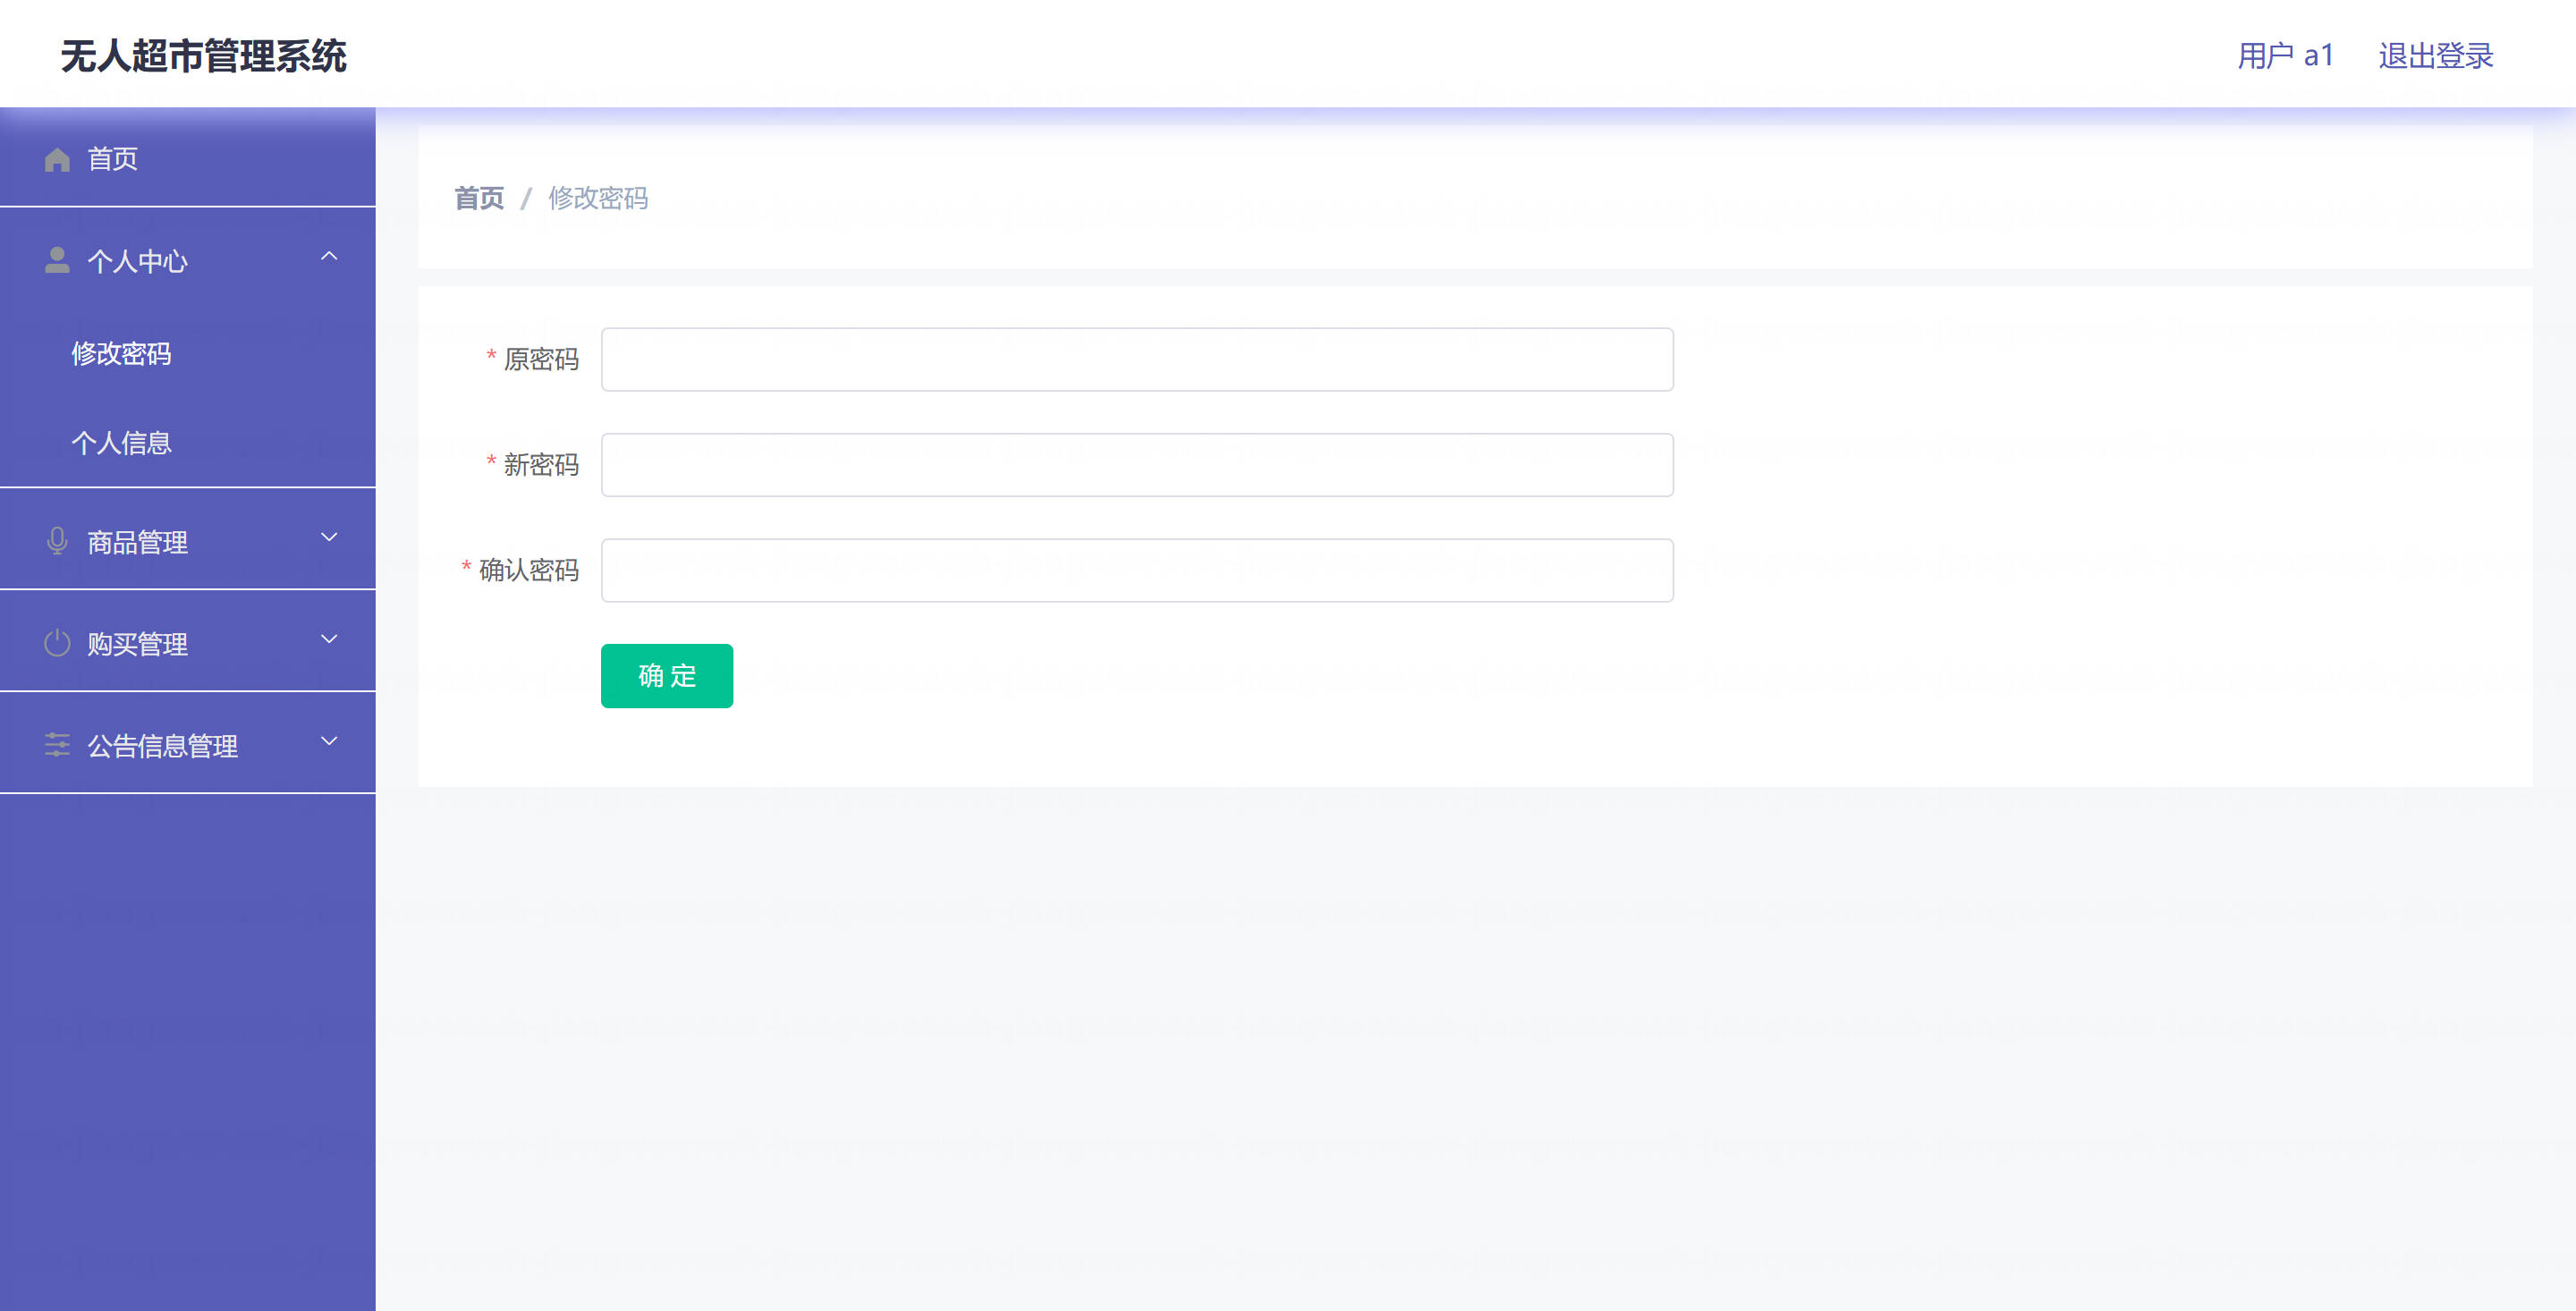 无人超市管理系统
用户 a1 退出登录
首页
个人中心
修改密码
个人信息
商品管理
购买管理
公告信息管理
首页 / 修改密码
* 原密码
* 新密码
* 确认密码
确 定